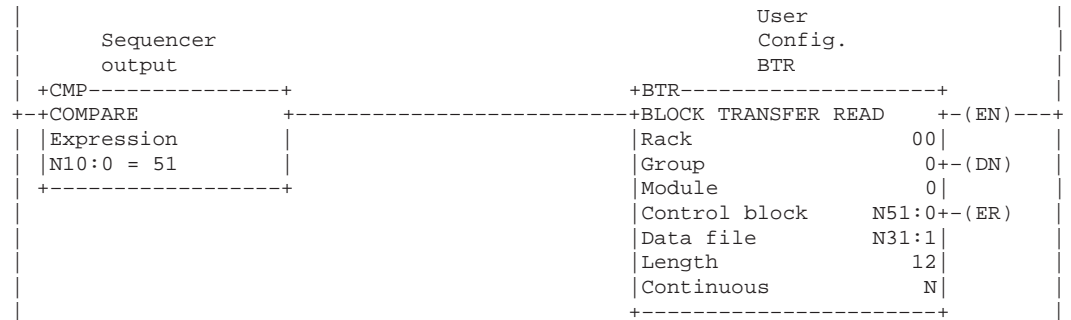 User
Sequencer Config.
output BTR
+CMP---------------+ +BTR--------------------+
+-+COMPARE +--------------------------+BLOCK TRANSFER READ +-(EN)---+
|Expression | |Rack 00|
|N10:0 = 51 | |Group 0+-(DN)
+------------------+ |Module 0|
|Control block N51:0+-(ER)
|Data file N31:1|
|Length 12|
|Continuous N|
+-----------------------+